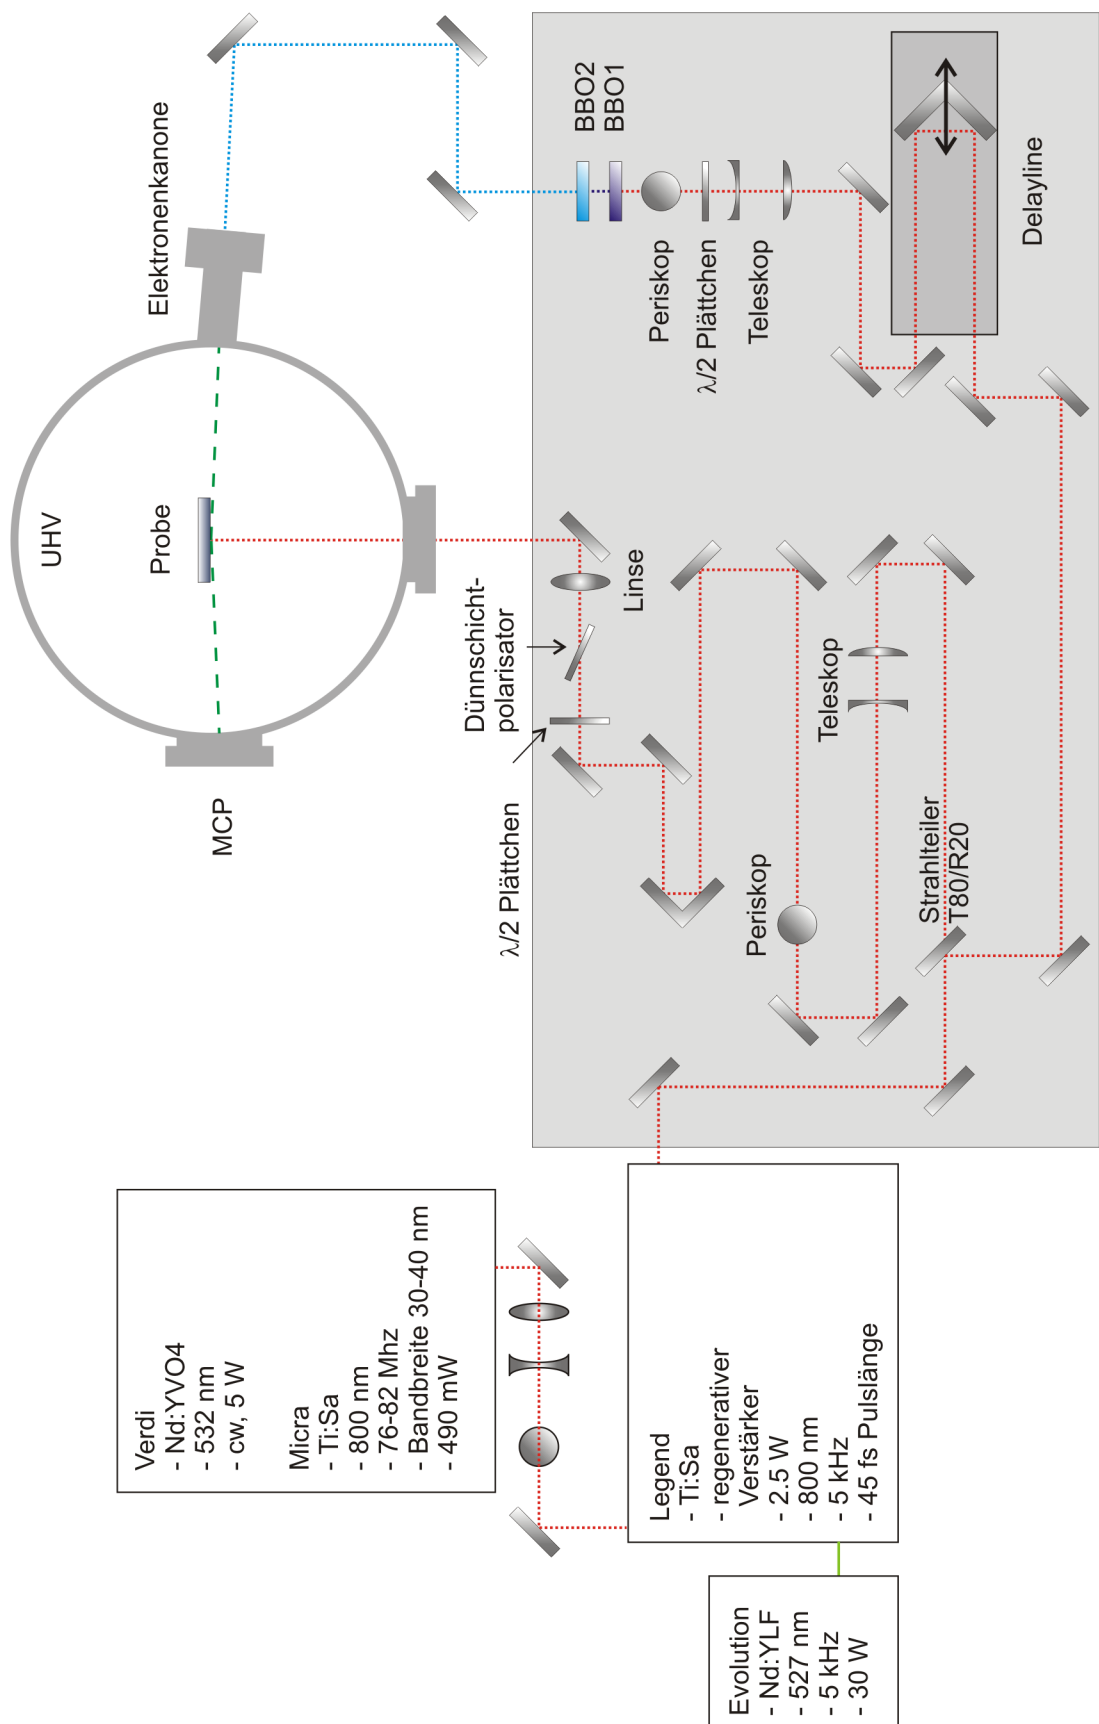 Elektronenkanone
UHV
Probe
MCP
BBO2
BBO1
Periskop
λ/2 Plättchen
Teleskop
Delayline
Linse
Dünnschicht-
polarisator
λ/2 Plättchen
Teleskop
Periskop
Strahlteiler
T80/R20
Verdi
- Nd:YVO4
- 532 nm
- cw, 5 W
Micra
- Ti:Sa
- 800 nm
- 76-82 Mhz
- Bandbreite 30-40 nm
- 490 mW
Legend
- Ti:Sa
- regenerativer
Verstärker
- 2.5 W
- 800 nm
- 5 kHz
- 45 fs Pulslänge
Evolution
- Nd:YLF
- 527 nm
- 5 kHz
- 30 W